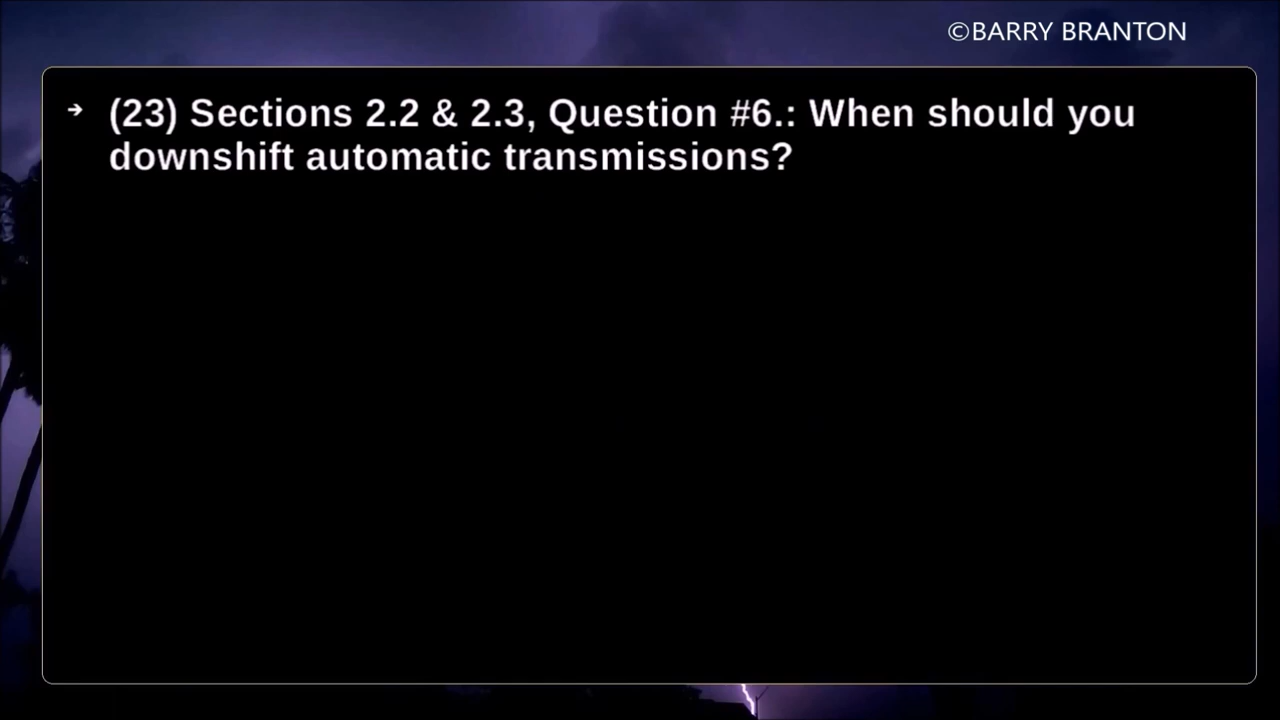 ©BARRY BRANTON
➔ (23) Sections 2.2 & 2.3, Question #6.: When should you
downshift automatic transmissions?